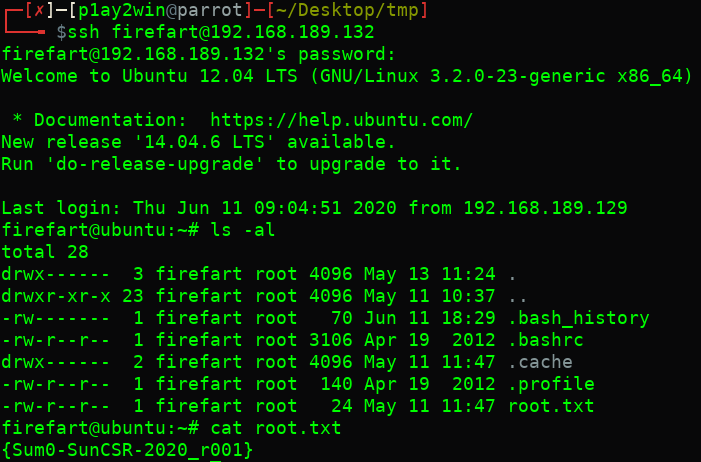 ┌─[✗]─[p1ay2win@parrot]─[~/Desktop/tmp]
└──╼ $ssh firefart@192.168.189.132
firefart@192.168.189.132's password:
Welcome to Ubuntu 12.04 LTS (GNU/Linux 3.2.0-23-generic x86_64)

 * Documentation:  https://help.ubuntu.com/
New release '14.04.6 LTS' available.
Run 'do-release-upgrade' to upgrade to it.

Last login: Thu Jun 11 09:04:51 2020 from 192.168.189.129
firefart@ubuntu:~# ls -al
total 28
drwx------  3 firefart root 4096 May 13 11:24 .
drwxr-xr-x 23 firefart root 4096 May 11 10:37 ..
-rw-------  1 firefart root   70 Jun 11 18:29 .bash_history
-rw-r--r--  1 firefart root 3106 Apr 19  2012 .bashrc
drwx------  2 firefart root 4096 May 11 11:47 .cache
-rw-r--r--  1 firefart root  140 Apr 19  2012 .profile
-rw-r--r--  1 firefart root   24 May 11 11:47 root.txt
firefart@ubuntu:~# cat root.txt
{Sum0-SunCSR-2020_r001}